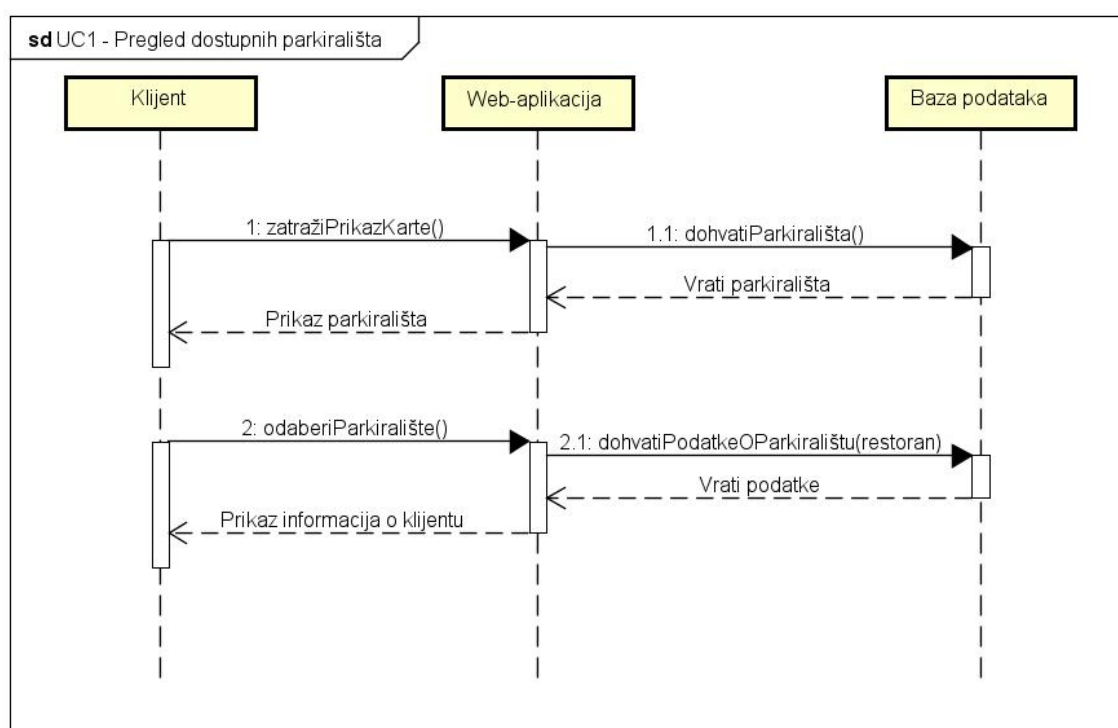 sd UC1 - Pregled dostupnih parkirališta
Klijent
Web-aplikacija
Baza podataka
1: zatražiPrikazKarte()
1.1: dohvatiParkirališta()
Vrati parkirališta
Prikaz parkirališta
2: odaberiParkiralište()
2.1: dohvatiPodatkeOParkiralištu(restoran)
Vrati podatke
Prikaz informacija o klijentu